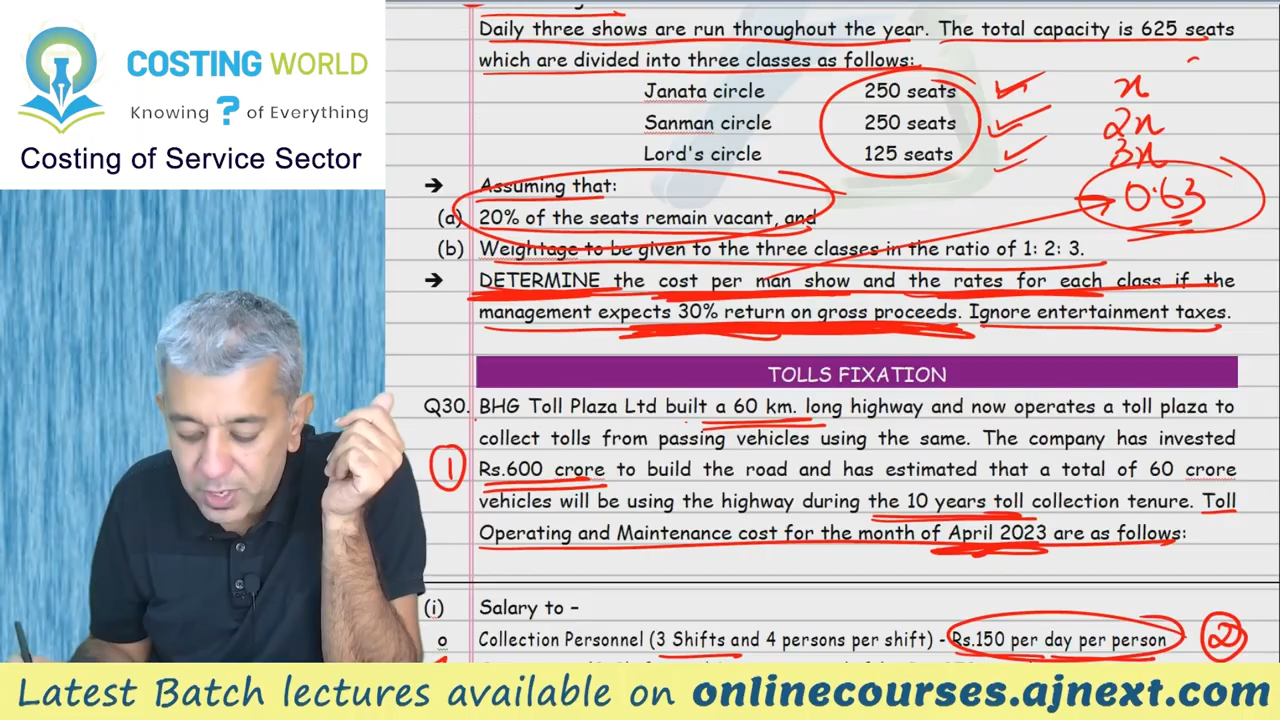 COSTING WORLD
Knowing ? of Everything
Costing of Service Sector
Daily three shows are run throughout the year. The total capacity is 625 seats
which are divided into three classes as follows:
Janata circle 250 seats x
Sanman circle 250 seats 2x
Lord's circle 125 seats 3x
→ Assuming that: 0.63
(a) 20% of the seats remain vacant, and
(b) Weightage to be given to the three classes in the ratio of 1: 2: 3.
→ DETERMINE the cost per man show and the rates for each class if the
management expects 30% return on gross proceeds. Ignore entertainment taxes.
TOLLS FIXATION
Q30. BHG Toll Plaza Ltd built a 60 km. long highway and now operates a toll plaza to
collect tolls from passing vehicles using the same. The company has invested
1 Rs.600 crore to build the road and has estimated that a total of 60 crore
vehicles will be using the highway during the 10 years toll collection tenure. Toll
Operating and Maintenance cost for the month of April 2023 are as follows:
(i) Salary to –
o Collection Personnel (3 Shifts and 4 persons per shift) - Rs.150 per day per person 2
Latest Batch lectures available on onlinecourses.ajnext.com